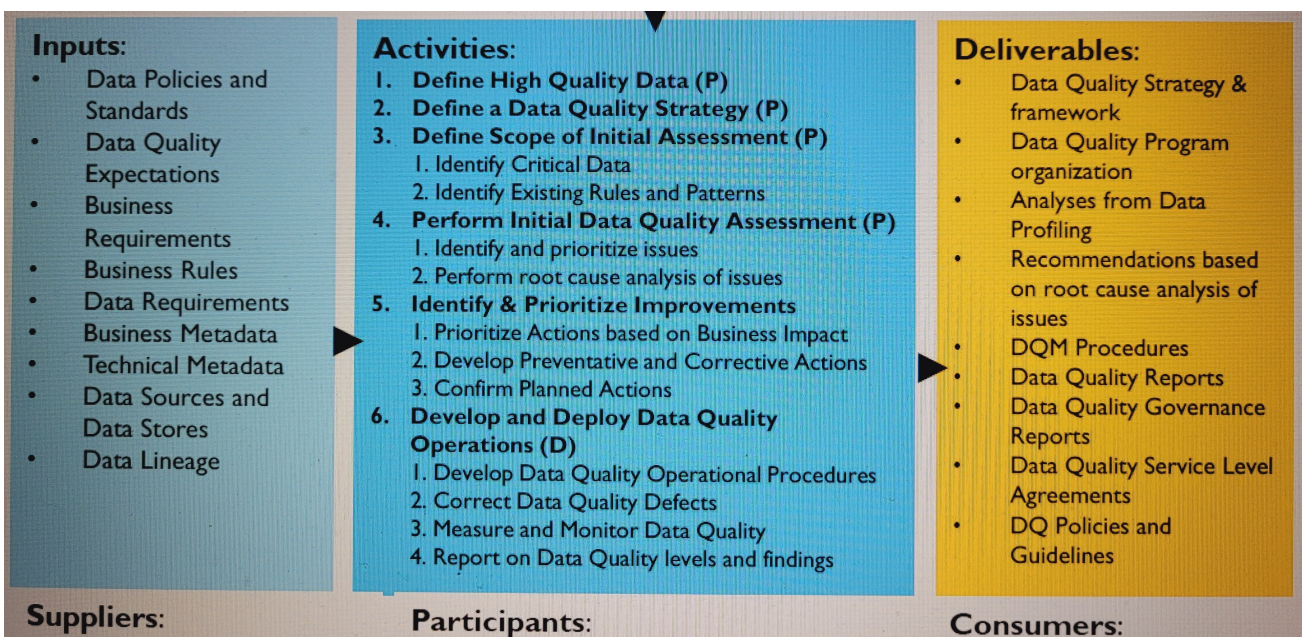 Inputs:
• Data Policies and
Standards
• Data Quality
Expectations
• Business
Requirements
• Business Rules
• Data Requirements
• Business Metadata
• Technical Metadata
• Data Sources and
Data Stores
• Data Lineage
Activities:
1. Define High Quality Data (P)
2. Define a Data Quality Strategy (P)
3. Define Scope of Initial Assessment (P)
1. Identify Critical Data
2. Identify Existing Rules and Patterns
4. Perform Initial Data Quality Assessment (P)
1. Identify and prioritize issues
2. Perform root cause analysis of issues
5. Identify & Prioritize Improvements
1. Prioritize Actions based on Business Impact
2. Develop Preventative and Corrective Actions
3. Confirm Planned Actions
6. Develop and Deploy Data Quality
Operations (D)
1. Develop Data Quality Operational Procedures
2. Correct Data Quality Defects
3. Measure and Monitor Data Quality
4. Report on Data Quality levels and findings
Deliverables:
• Data Quality Strategy &
framework
• Data Quality Program
organization
• Analyses from Data
Profiling
• Recommendations based
on root cause analysis of
issues
• DQM Procedures
• Data Quality Reports
• Data Quality Governance
Reports
• Data Quality Service Level
Agreements
• DQ Policies and
Guidelines
Suppliers:
Participants:
Consumers: